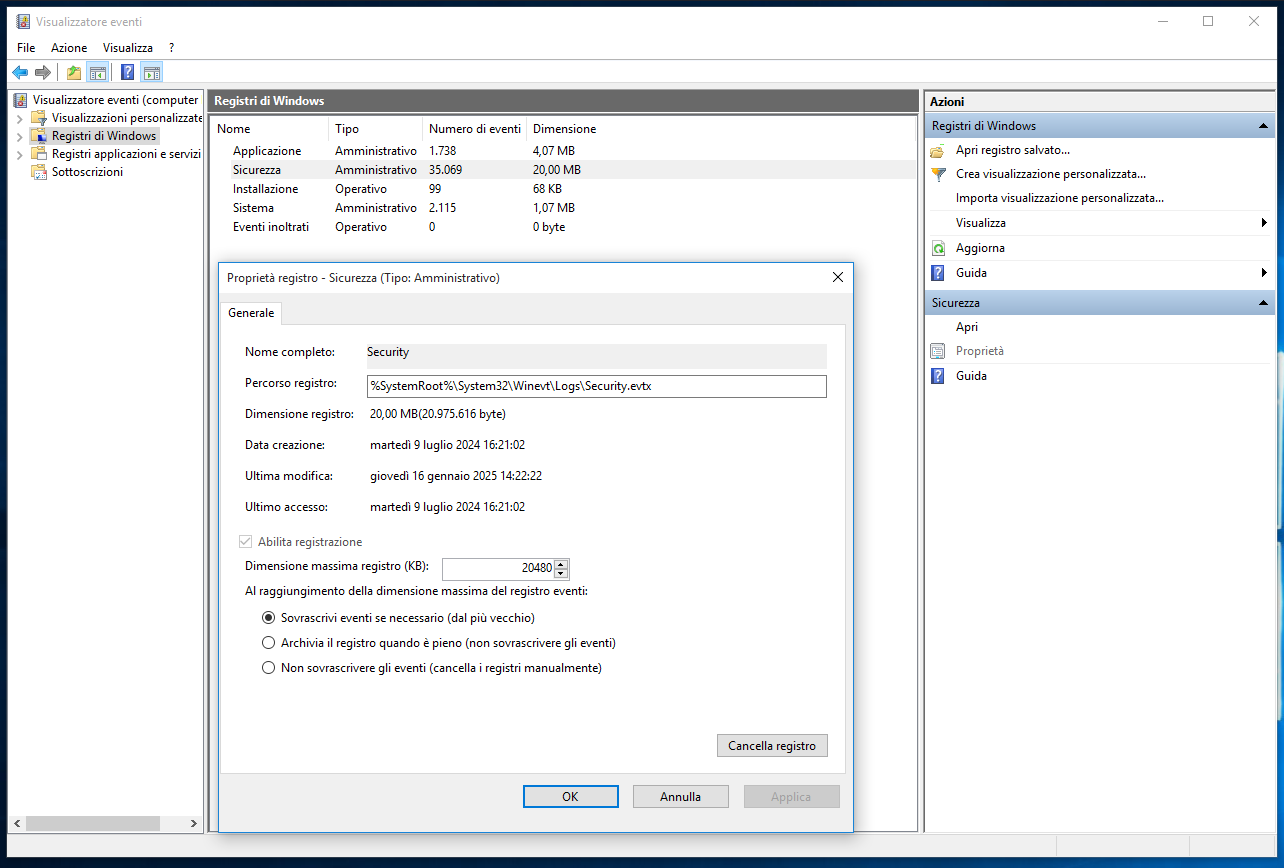 Visualizzatore eventi
File Azione Visualizza ?
Visualizzatore eventi (computer
Visualizzazioni personalizzate
Registri di Windows
Registri applicazioni e servizi
Sottoscrizioni
Registri di Windows
Nome Tipo Numero di eventi Dimensione
Applicazione Amministrativo 1.738 4,07 MB
Sicurezza Amministrativo 35.069 20,00 MB
Installazione Operativo 99 68 KB
Sistema Amministrativo 2.115 1,07 MB
Eventi inoltrati Operativo 0 0 byte
Proprietà registro - Sicurezza (Tipo: Amministrativo)
Generale
Nome completo: Security
Percorso registro: %SystemRoot%\System32\Winevt\Logs\Security.evtx
Dimensione registro: 20,00 MB(20.975.616 byte)
Data creazione: martedì 9 luglio 2024 16:21:02
Ultima modifica: giovedì 16 gennaio 2025 14:22:22
Ultimo accesso: martedì 9 luglio 2024 16:21:02
Abilita registrazione
Dimensione massima registro (KB): 20480
Al raggiungimento della dimensione massima del registro eventi:
Sovrascrivi eventi se necessario (dal più vecchio)
Archivia il registro quando è pieno (non sovrascrivere gli eventi)
Non sovrascrivere gli eventi (cancella i registri manualmente)
Cancella registro
OK Annulla Applica
Azioni
Registri di Windows
Apri registro salvato...
Crea visualizzazione personalizzata...
Importa visualizzazione personalizzata...
Visualizza
Aggiorna
Guida
Sicurezza
Apri
Proprietà
Guida